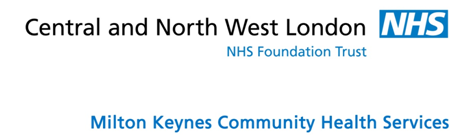 Central and North West London NHS
NHS Foundation Trust
Milton Keynes Community Health Services